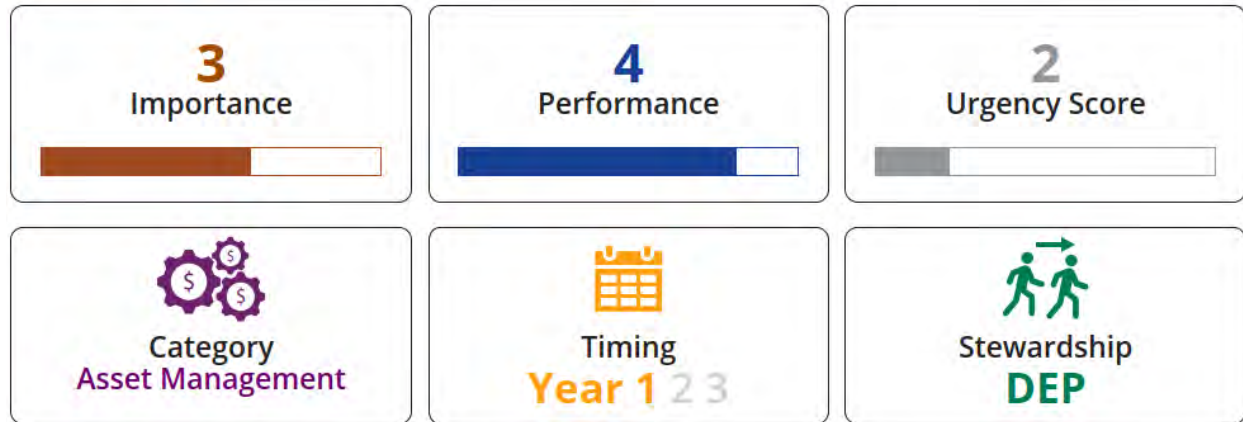 3
Importance
4
Performance
2
Urgency Score
$
$
$
Category
Asset Management
Timing
Year 1 2 3
Stewardship
DEP